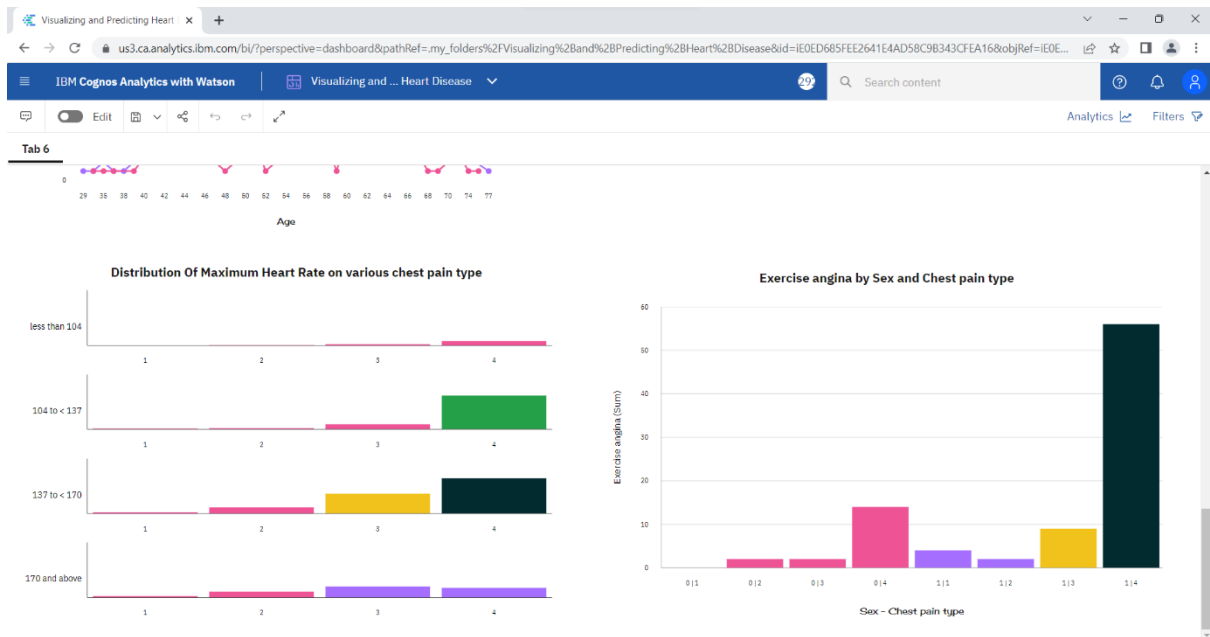 Visualizing and Predicting Heart
us3.ca.analytics.ibm.com/bi/?perspective=dashboard&pathRef=.my_folders%2FVisualizing%2Band%2BPredicting%2BHeart%2BDisease&id=iE0ED685FEE2641E4AD58C9B343CFEA16&objRef=iE0E...
IBM Cognos Analytics with Watson
Visualizing and ... Heart Disease
29
Search content
Edit
Analytics
Filters
Tab 6
0
29 35 38 40 42 44 46 48 50 52 54 56 58 60 62 64 66 68 70 74 77
Age
Distribution Of Maximum Heart Rate on various chest pain type
less than 104
1 2 3 4
104 to < 137
1 2 3 4
137 to < 170
1 2 3 4
170 and above
1 2 3 4
Exercise angina by Sex and Chest pain type
Exercise angina (Sum)
60
50
40
30
20
10
0
0|1 0|2 0|3 0|4 1|1 1|2 1|3 1|4
Sex - Chest pain type